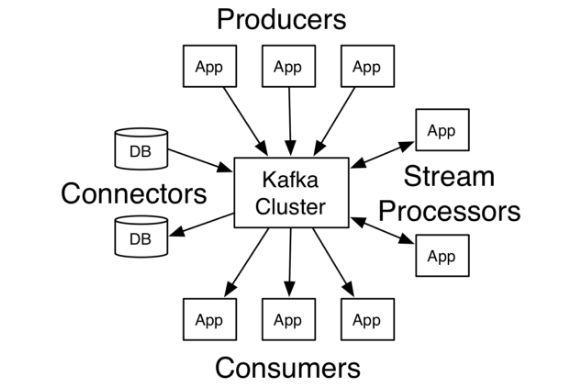 Producers
App
App
App
DB
App
Connectors
Kafka
Cluster
Stream
Processors
DB
App
App
App
App
Consumers